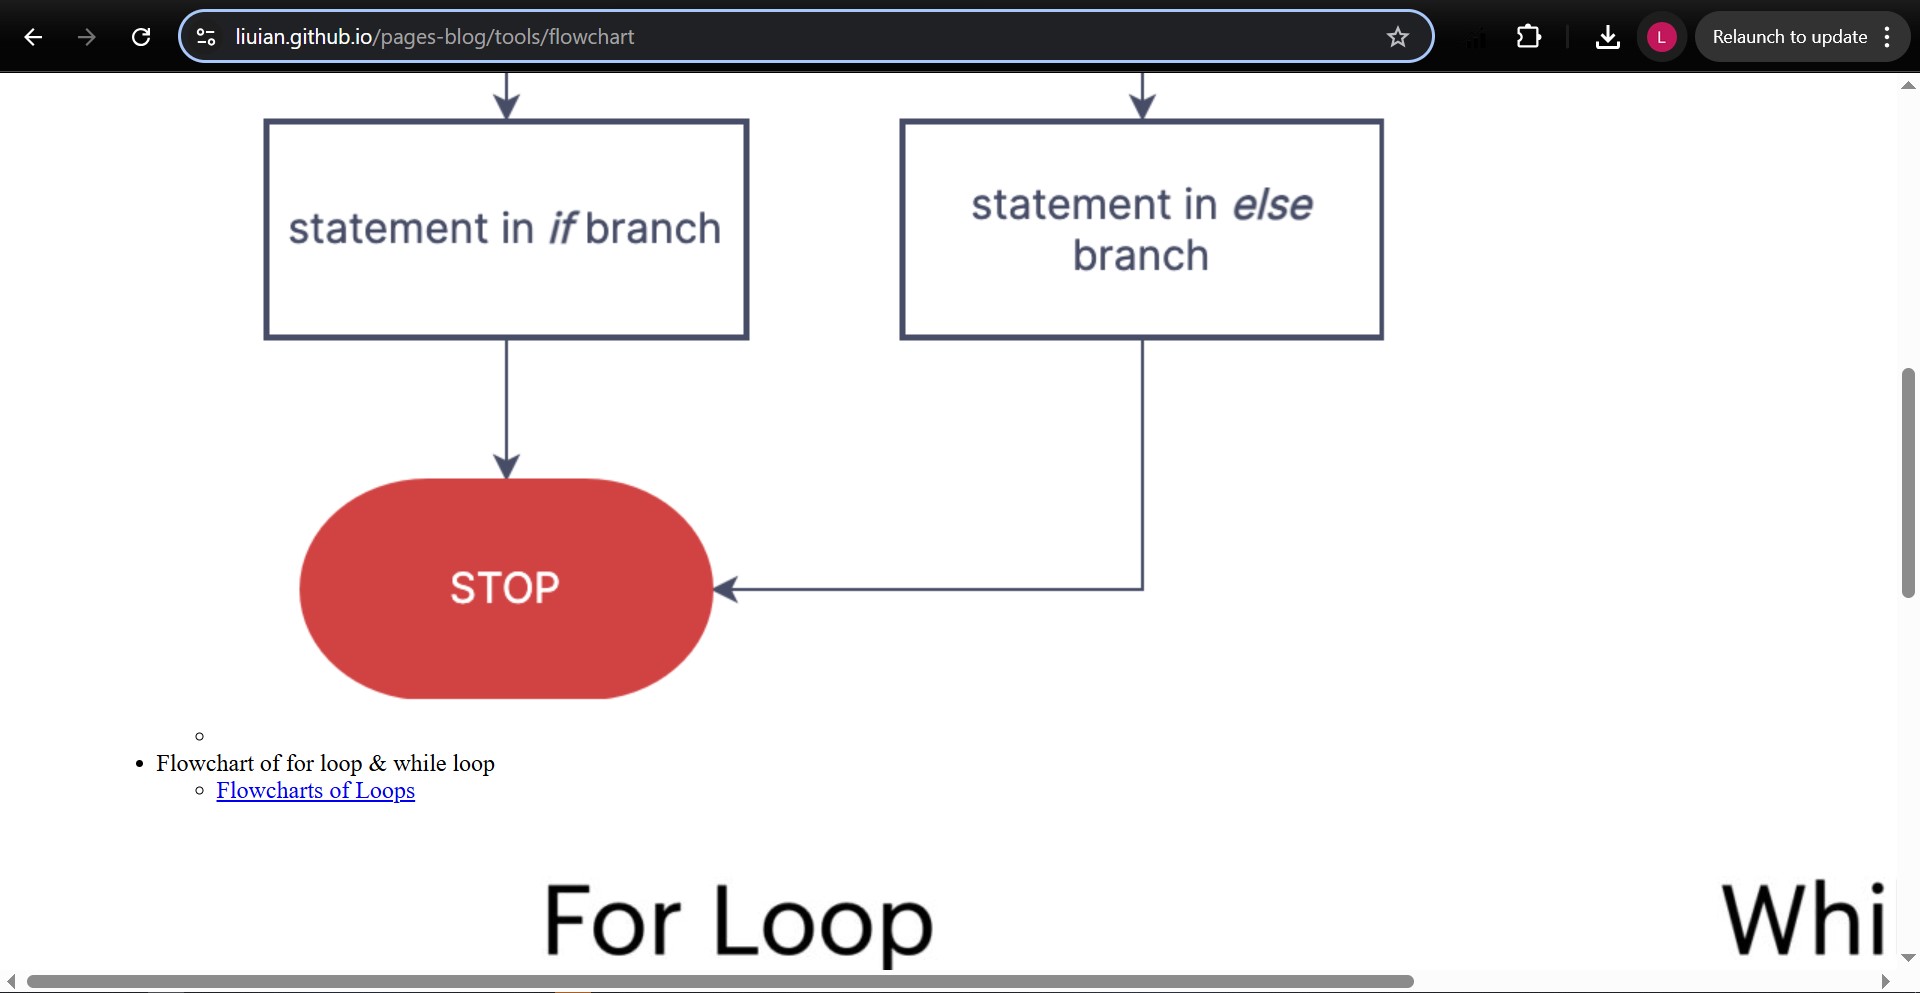 liuian.github.io/pages-blog/tools/flowchart
L
Relaunch to update
statement in if branch
statement in else
branch
STOP
Flowchart of for loop & while loop
Flowcharts of Loops
For Loop
Whi